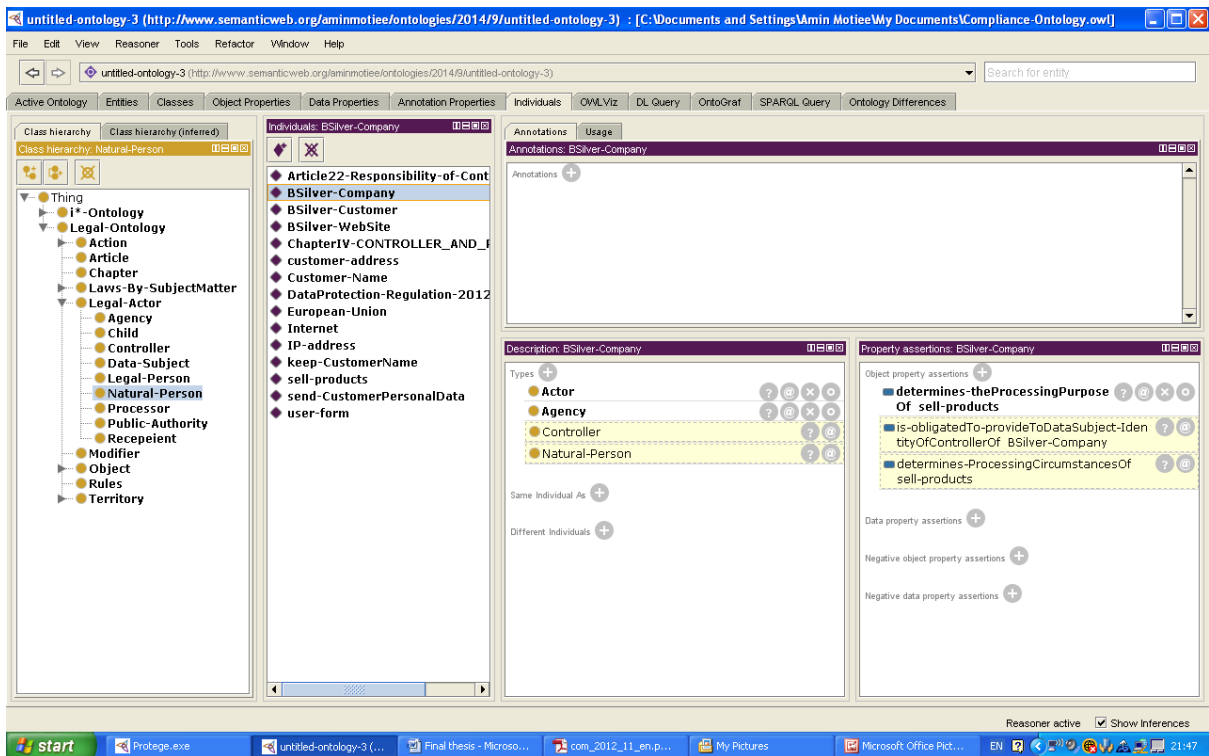 untitled-ontology-3 (http://www.semanticweb.org/aminmotiee/ontologies/2014/9/untitled-ontology-3) : [C:\Documents and Settings\Amin Motiee\My Documents\Compliance-Ontology.owl]
File Edit View Reasoner Tools Refactor Window Help
untitled-ontology-3 (http://www.semanticweb.org/aminmotiee/ontologies/2014/9/untitled-ontology-3)
Search for entity
Active Ontology Entities Classes Object Properties Data Properties Annotation Properties Individuals OWLViz DL Query OntoGraf SPARQL Query Ontology Differences
Class hierarchy Class hierarchy (inferred)
Class hierarchy: Natural-Person
Thing
i*-Ontology
Legal-Ontology
Action
Article
Chapter
Laws-By-SubjectMatter
Legal-Actor
Agency
Child
Controller
Data-Subject
Legal-Person
Natural-Person
Processor
Public-Authority
Recepeient
Modifier
Object
Rules
Territory
Individuals: BSilver-Company
Article22-Responsibility-of-Cont
BSilver-Company
BSilver-Customer
BSilver-WebSite
ChapterIV-CONTROLLER_AND_
customer-address
Customer-Name
DataProtection-Regulation-2012
European-Union
Internet
IP-address
keep-CustomerName
sell-products
send-CustomerPersonalData
user-form
Annotations Usage
Annotations: BSilver-Company
Annotations
Description: BSilver-Company
Types
Actor
Agency
Controller
Natural-Person
Same Individual As
Different Individuals
Property assertions: BSilver-Company
Object property assertions
determines-theProcessingPurpose
Of sell-products
is-obligatedTo-provideToDataSubject-Iden
tityOfControllerOf BSilver-Company
determines-ProcessingCircumstancesOf
sell-products
Data property assertions
Negative object property assertions
Negative data property assertions
Reasoner active Show Inferences
start Protege.exe untitled-ontology-3 (... Final thesis - Microso... com_2012_11_en.p... My Pictures Microsoft Office Pict... EN 21:47